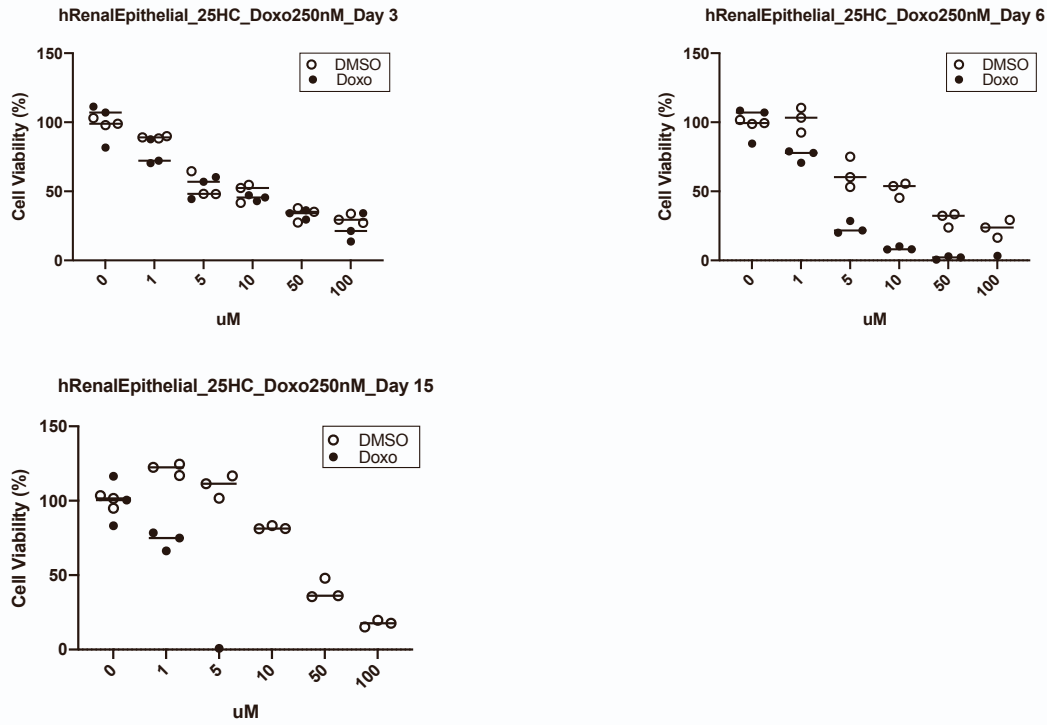 hRenalEpithelial_25HC_Doxo250nM_Day 3
150
100
50
0
Cell Viability (%)
DMSO
Doxo
0 1 5 10 50 100
uM
hRenalEpithelial_25HC_Doxo250nM_Day 6
150
100
50
0
Cell Viability (%)
DMSO
Doxo
0 1 5 10 50 100
uM
hRenalEpithelial_25HC_Doxo250nM_Day 15
150
100
50
0
Cell Viability (%)
DMSO
Doxo
0 1 5 10 50 100
uM